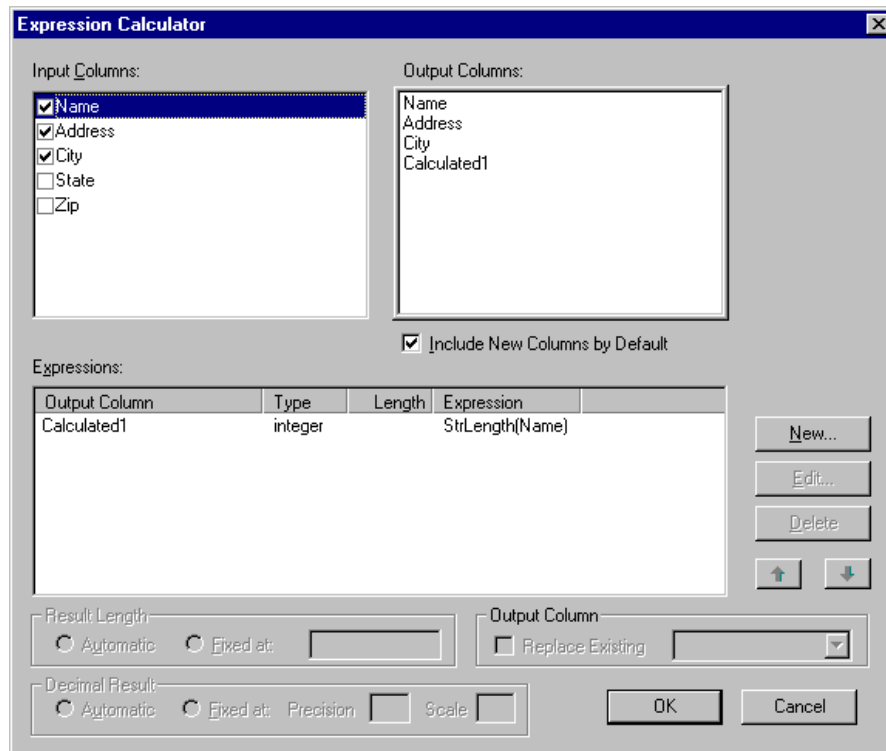 Expression Calculator
Input Columns:
Output Columns:
Name
Address
City
State
Zip
Name
Address
City
Calculated1
Include New Columns by Default
Expressions:
Output Column Type Length Expression
Calculated1 integer StrLength(Name)
New...
Edit...
Delete
Result Length
Automatic Fixed at:
Output Column
Replace Existing
Decimal Result
Automatic Fixed at: Precision Scale
OK
Cancel